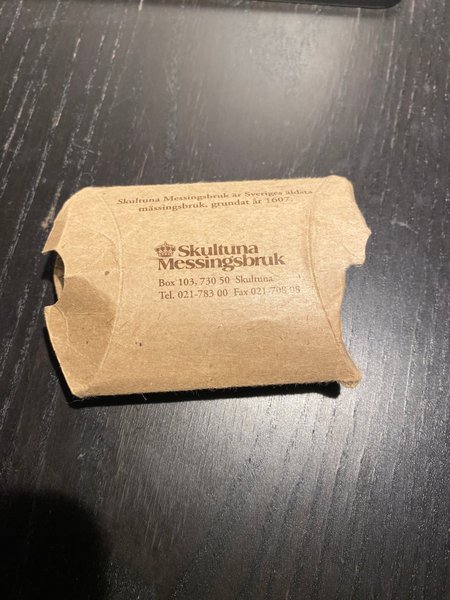 Skultuna Messingsbruk är Sveriges äldsta
mässingsbruk, grundat år 1607.
Skultuna
Messingsbruk
Box 103, 730 50 Skultuna
Tel. 021-783 00 Fax 021-708 08